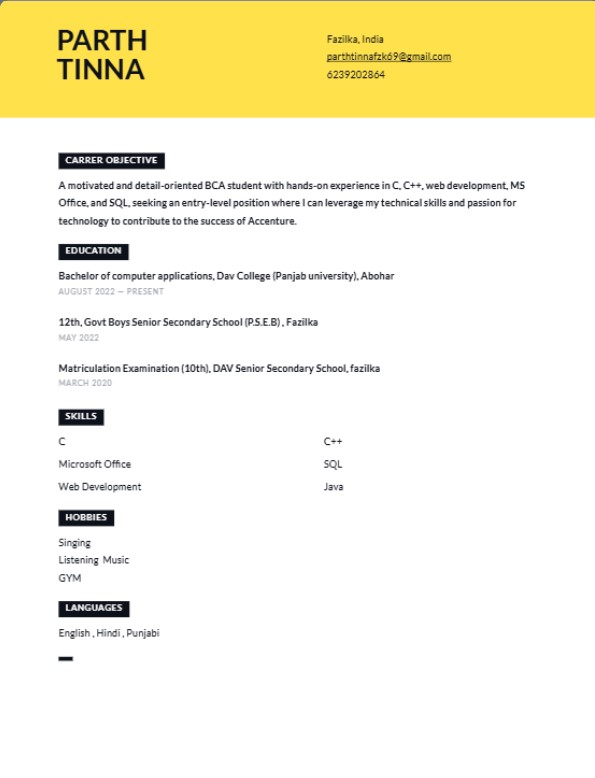 PARTH
TINNA
Fazilka, India
parthtinnafzk69@gmail.com
6239202864
CARRER OBJECTIVE
A motivated and detail-oriented BCA student with hands-on experience in C, C++, web development, MS
Office, and SQL, seeking an entry-level position where I can leverage my technical skills and passion for
technology to contribute to the success of Accenture.
EDUCATION
Bachelor of computer applications, Dav College (Panjab university), Abohar
AUGUST 2022 — PRESENT
12th, Govt Boys Senior Secondary School (P.S.E.B) , Fazilka
MAY 2022
Matriculation Examination (10th), DAV Senior Secondary School, fazilka
MARCH 2020
SKILLS
C
C++
Microsoft Office
SQL
Web Development
Java
HOBBIES
Singing
Listening Music
GYM
LANGUAGES
English , Hindi , Punjabi